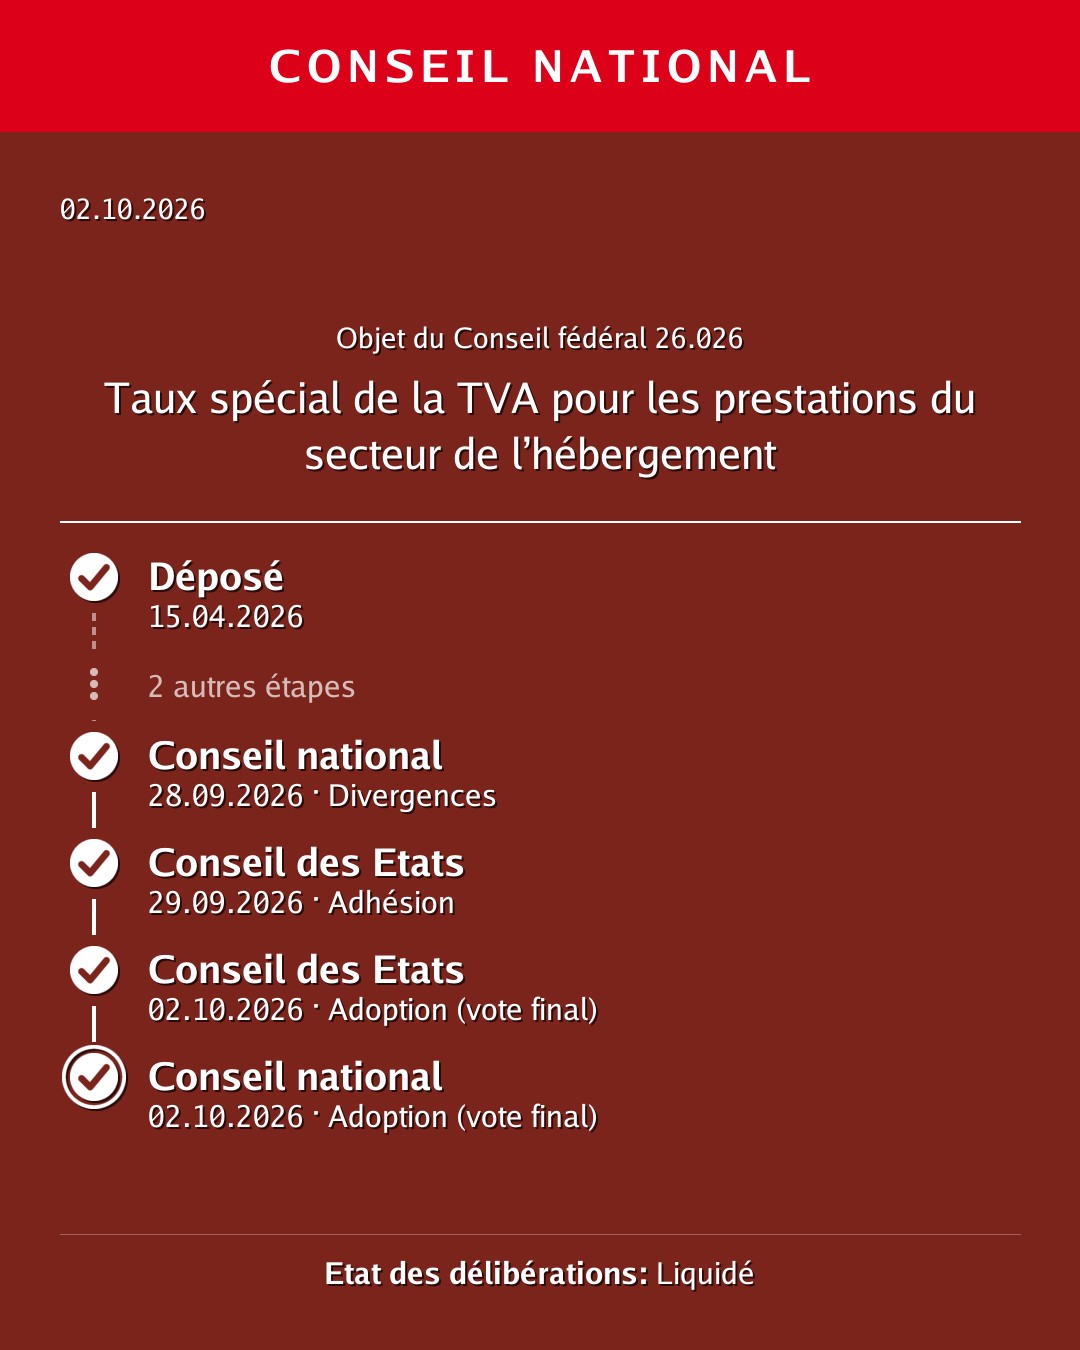 CONSEIL NATIONAL
02.10.2026
Objet du Conseil fédéral 26.026
Taux spécial de la TVA pour les prestations du
secteur de l’hébergement
Déposé
15.04.2026
2 autres étapes
Conseil national
28.09.2026 · Divergences
Conseil des Etats
29.09.2026 · Adhésion
Conseil des Etats
02.10.2026 · Adoption (vote final)
Conseil national
02.10.2026 · Adoption (vote final)
Etat des délibérations: Liquidé